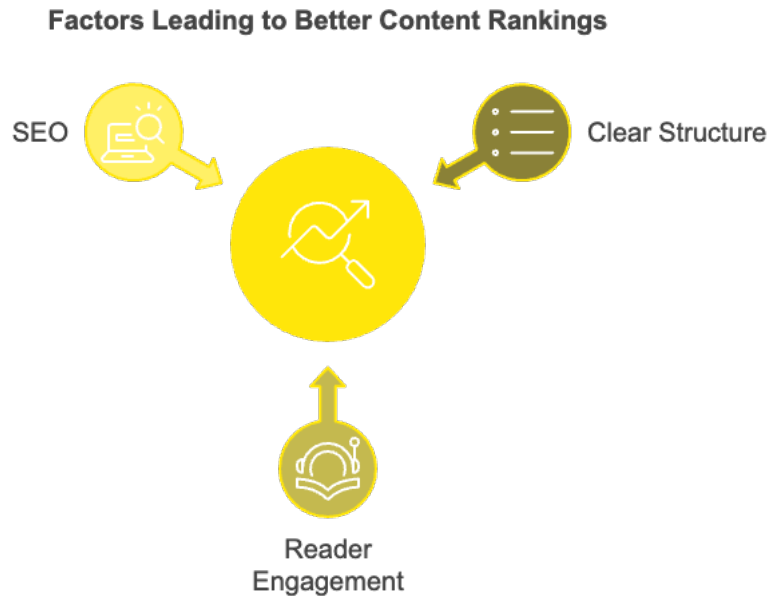 Factors Leading to Better Content Rankings
SEO
Clear Structure
Reader
Engagement